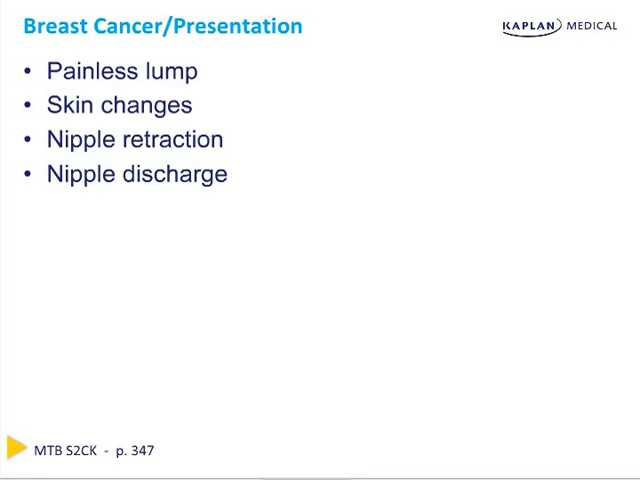 Breast Cancer/Presentation
KAPLAN MEDICAL
• Painless lump
• Skin changes
• Nipple retraction
• Nipple discharge
MTB S2CK - p. 347